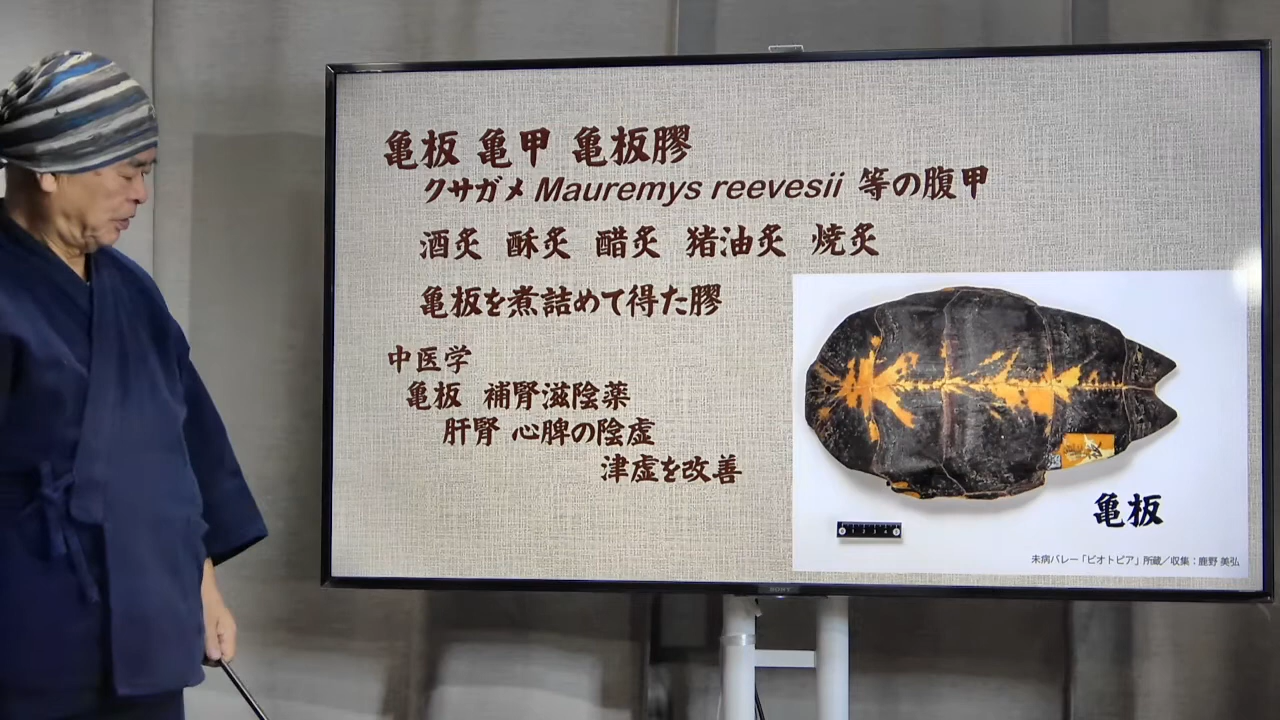 亀板 亀甲 亀板膠
クサガメ Mauremys reevesii 等の腹甲
酒炙 酥炙 醋炙 猪油炙 焼炙
亀板を煮詰めて得た膠
中医学
亀板 補腎滋陰薬
肝腎 心脾の陰虚
津虚を改善
亀板
未病バレー「ビオトピア」所蔵／収集：鹿野 美弘
SONY